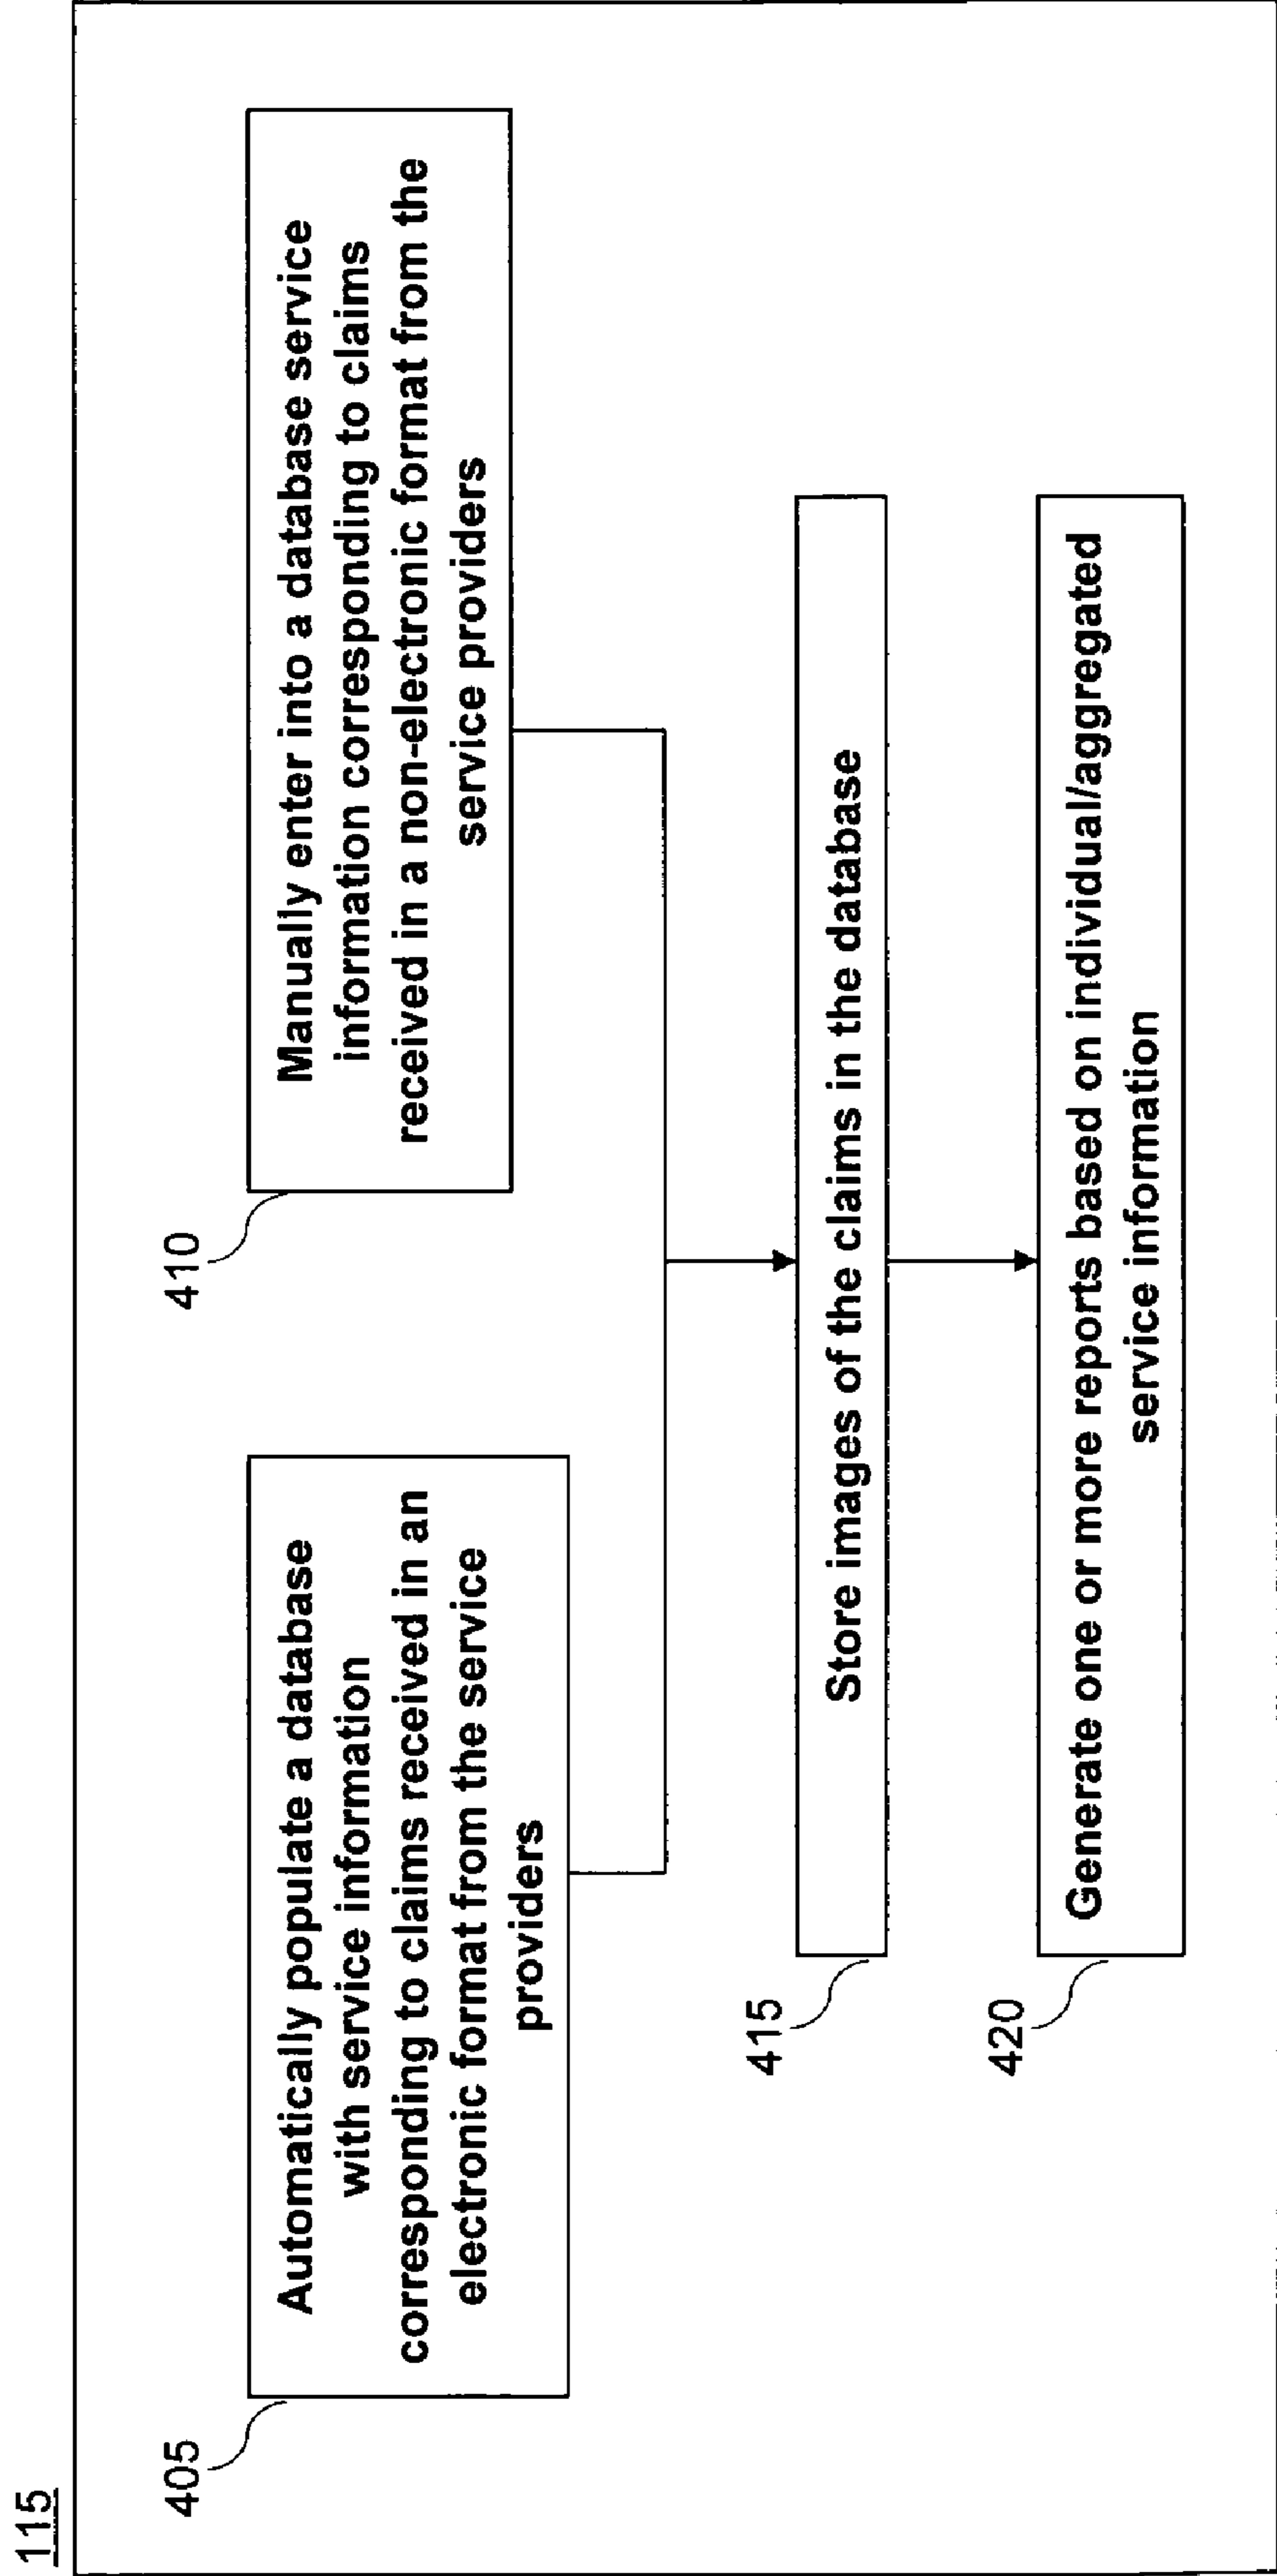 115
405
Automatically populate a database
with service information
corresponding to claims received in an
electronic format from the service
providers
410
Manually enter into a database service
information corresponding to claims
received in a non-electronic format from the
service providers
415
Store images of the claims in the database
420
Generate one or more reports based on individual/aggregated
service information